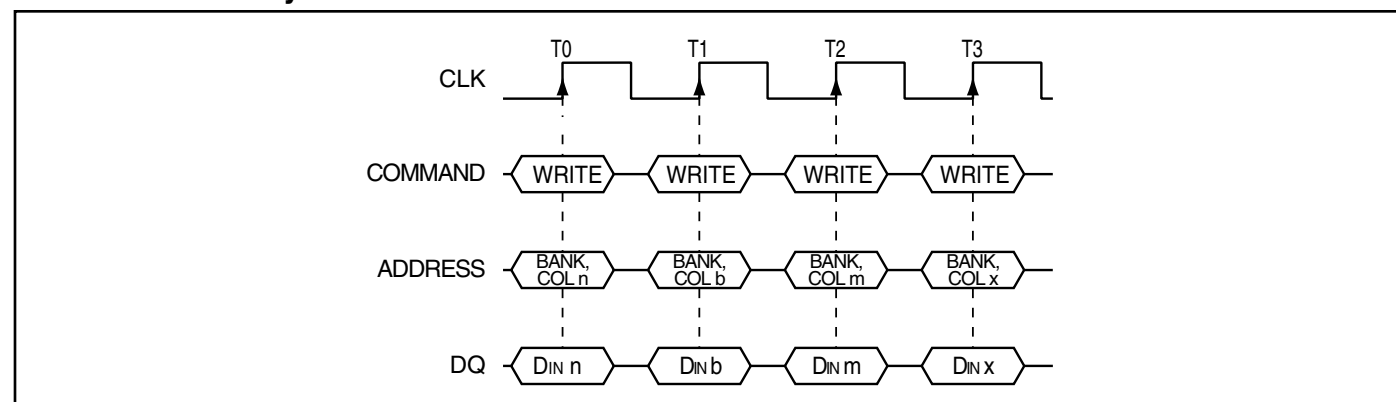 T0 T1 T2 T3
CLK
COMMAND WRITE WRITE WRITE WRITE
ADDRESS BANK, COL n BANK, COL b BANK, COL m BANK, COL x
DQ DIN n DIN b DIN m DIN x